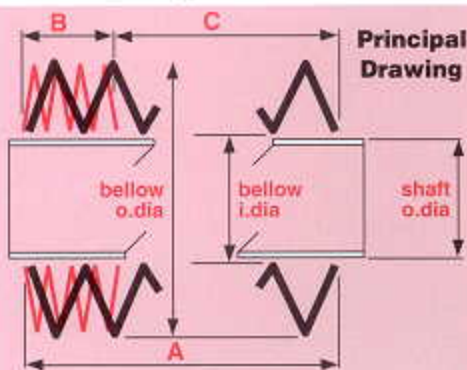 B
C
Principal
Drawing
bellow
o.dia
bellow
i.dia
shaft
o.dia
A